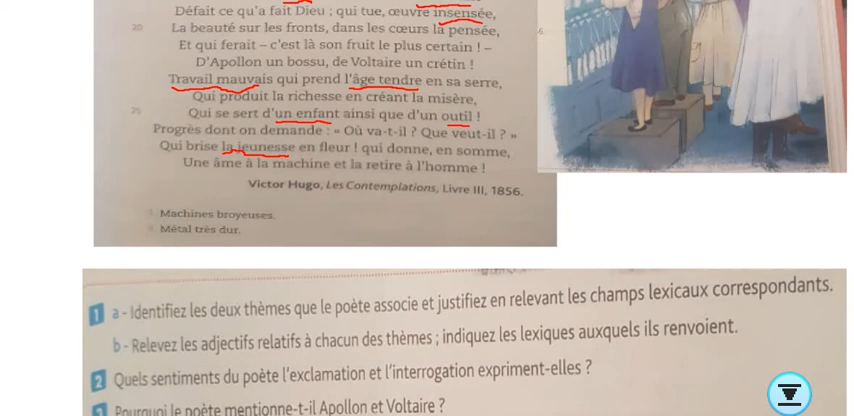 Défait ce qu'a fait Dieu ; qui tue, œuvre insensée,
20 La beauté sur les fronts, dans les cœurs la pensée,
Et qui ferait – c'est là son fruit le plus certain ! –
D'Apollon un bossu, de Voltaire un crétin !
Travail mauvais qui prend l'âge tendre en sa serre,
Qui produit la richesse en créant la misère,
25 Qui se sert d'un enfant ainsi que d'un outil !
Progrès dont on demande : « Où va-t-il ? Que veut-il ? »
Qui brise la jeunesse en fleur ! qui donne, en somme,
Une âme à la machine et la retire à l'homme !
Victor Hugo, Les Contemplations, Livre III, 1856.
Machines broyeuses.
Métal très dur.
1 a - Identifiez les deux thèmes que le poète associe et justifiez en relevant les champs lexicaux correspondants.
b - Relevez les adjectifs relatifs à chacun des thèmes ; indiquez les lexiques auxquels ils renvoient.
2 Quels sentiments du poète l'exclamation et l'interrogation expriment-elles ?
Pourquoi le poète mentionne-t-il Apollon et Voltaire ?